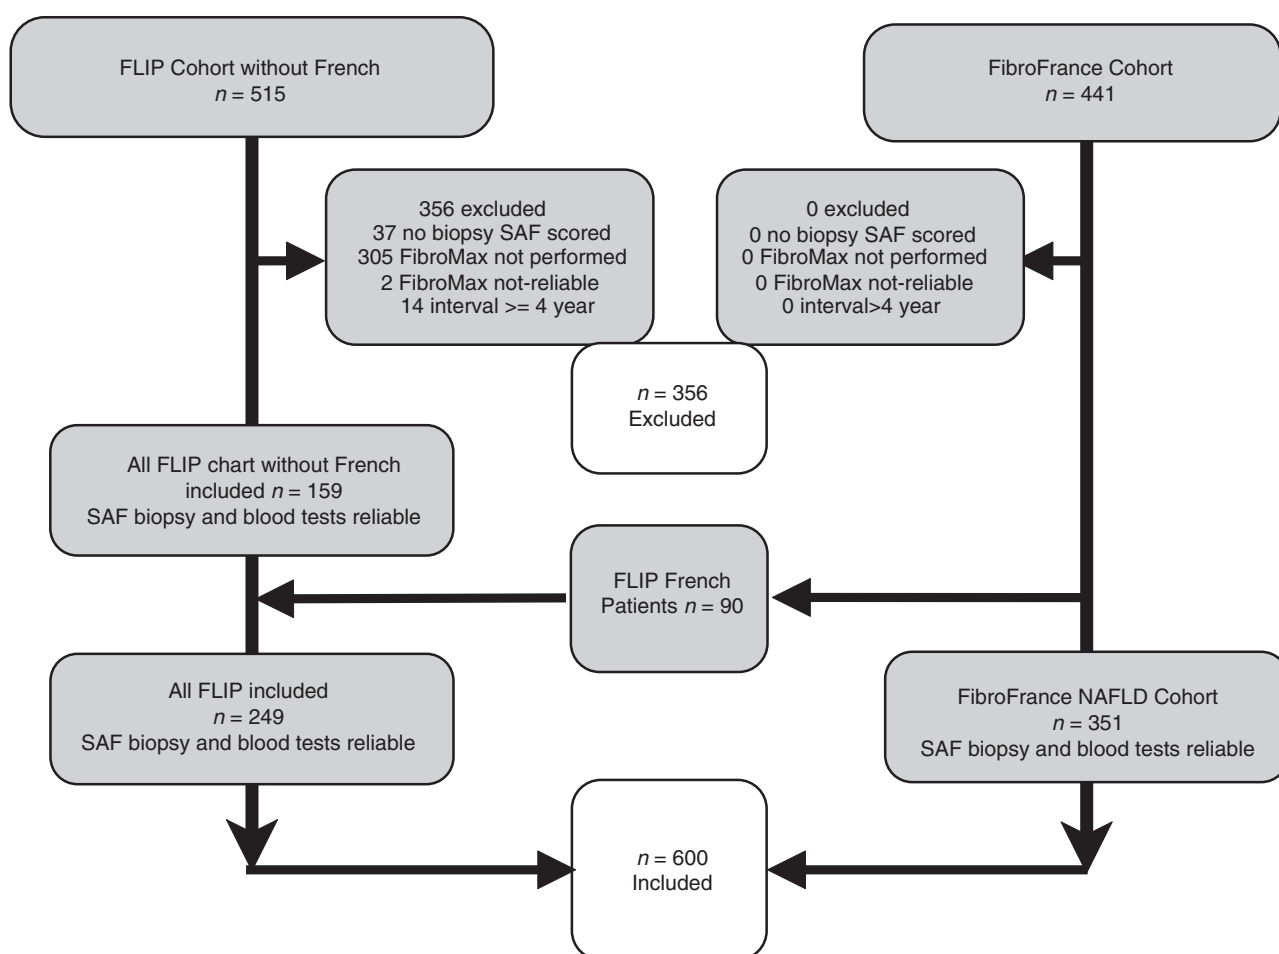 FLIP Cohort without French
n = 515
FibroFrance Cohort
n = 441
356 excluded
37 no biopsy SAF scored
305 FibroMax not performed
2 FibroMax not-reliable
14 interval >= 4 year
0 excluded
0 no biopsy SAF scored
0 FibroMax not performed
0 FibroMax not-reliable
0 interval>4 year
n = 356
Excluded
All FLIP chart without French
included n = 159
SAF biopsy and blood tests reliable
FLIP French
Patients n = 90
All FLIP included
n = 249
SAF biopsy and blood tests reliable
FibroFrance NAFLD Cohort
n = 351
SAF biopsy and blood tests reliable
n = 600
Included